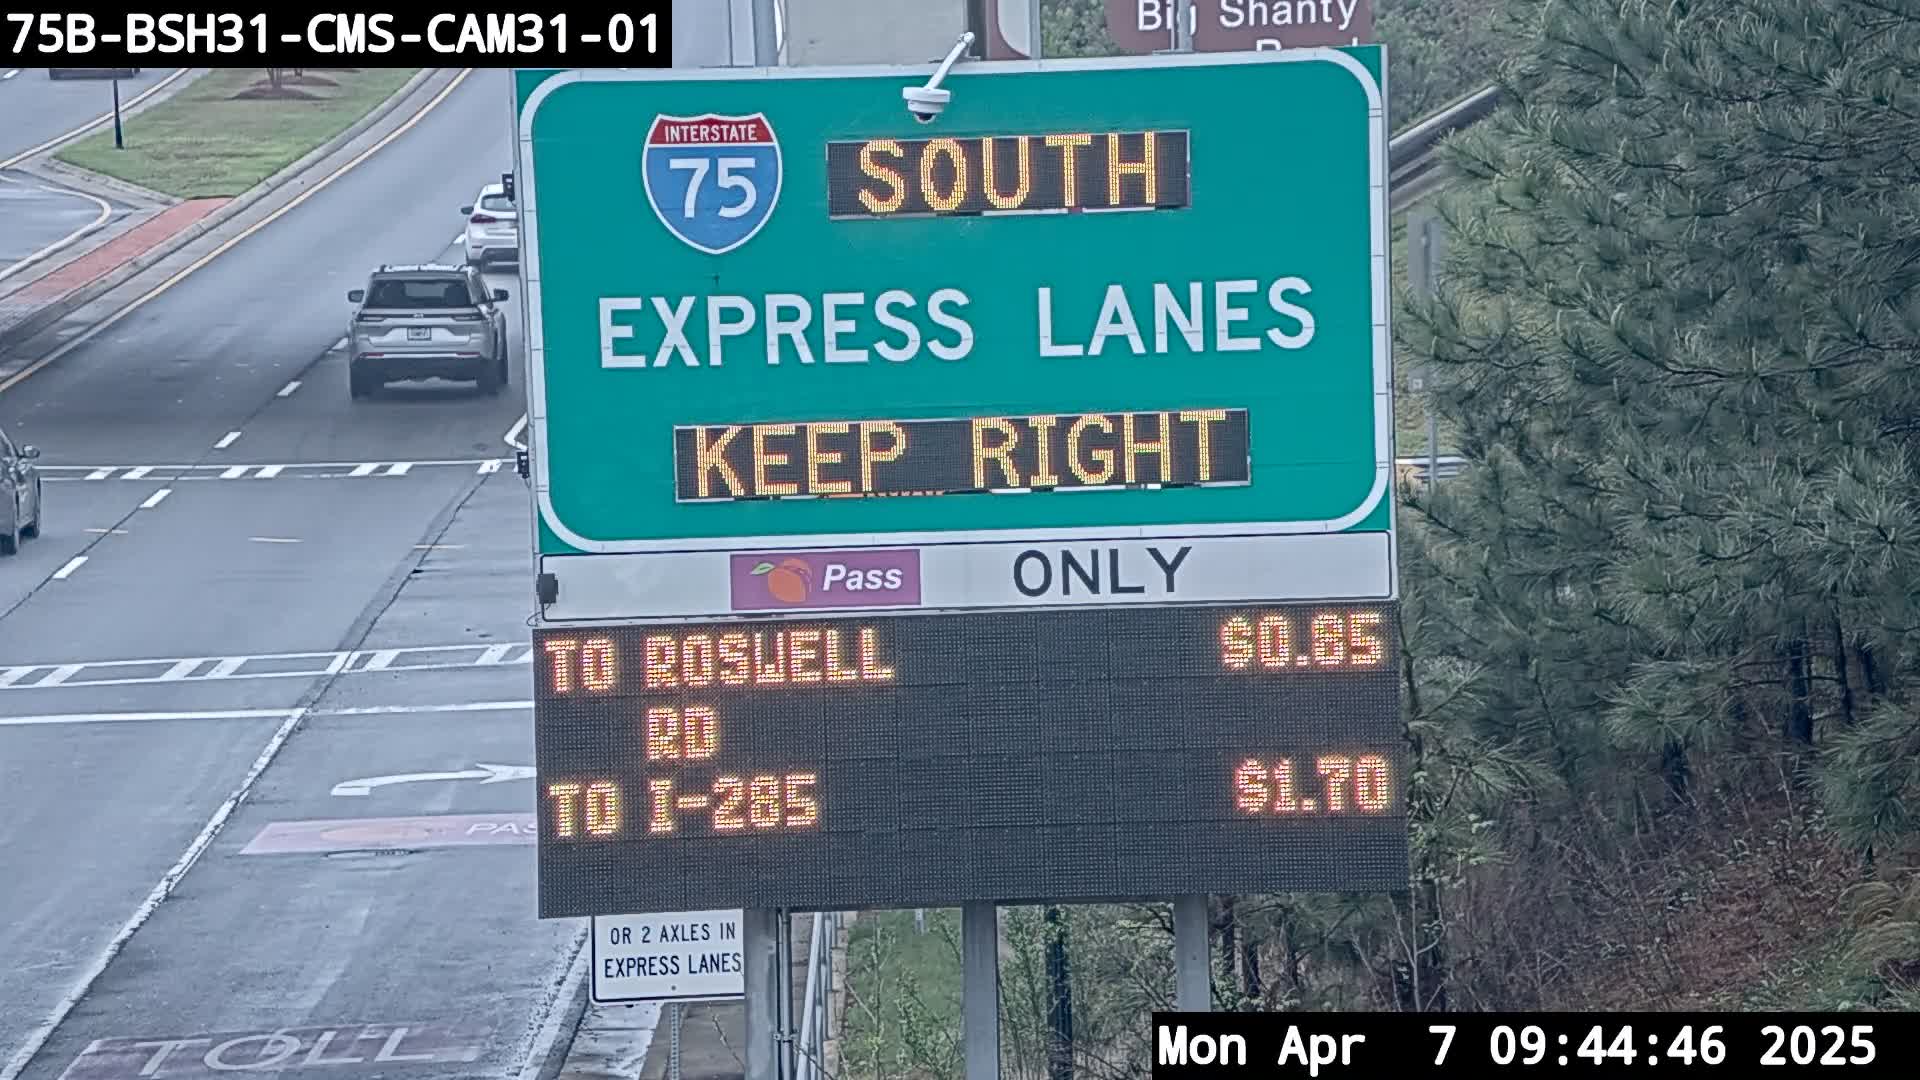 75B-BSH31-CMS-CAM31-01
Big Shanty
Road
INTERSTATE
75
SOUTH
EXPRESS LANES
KEEP RIGHT
Pass ONLY
TO ROSWELL $0.85
RD
TO I-285 $1.70
OR 2 AXLES IN
EXPRESS LANES
TOLL
Mon Apr 7 09:44:46 2025